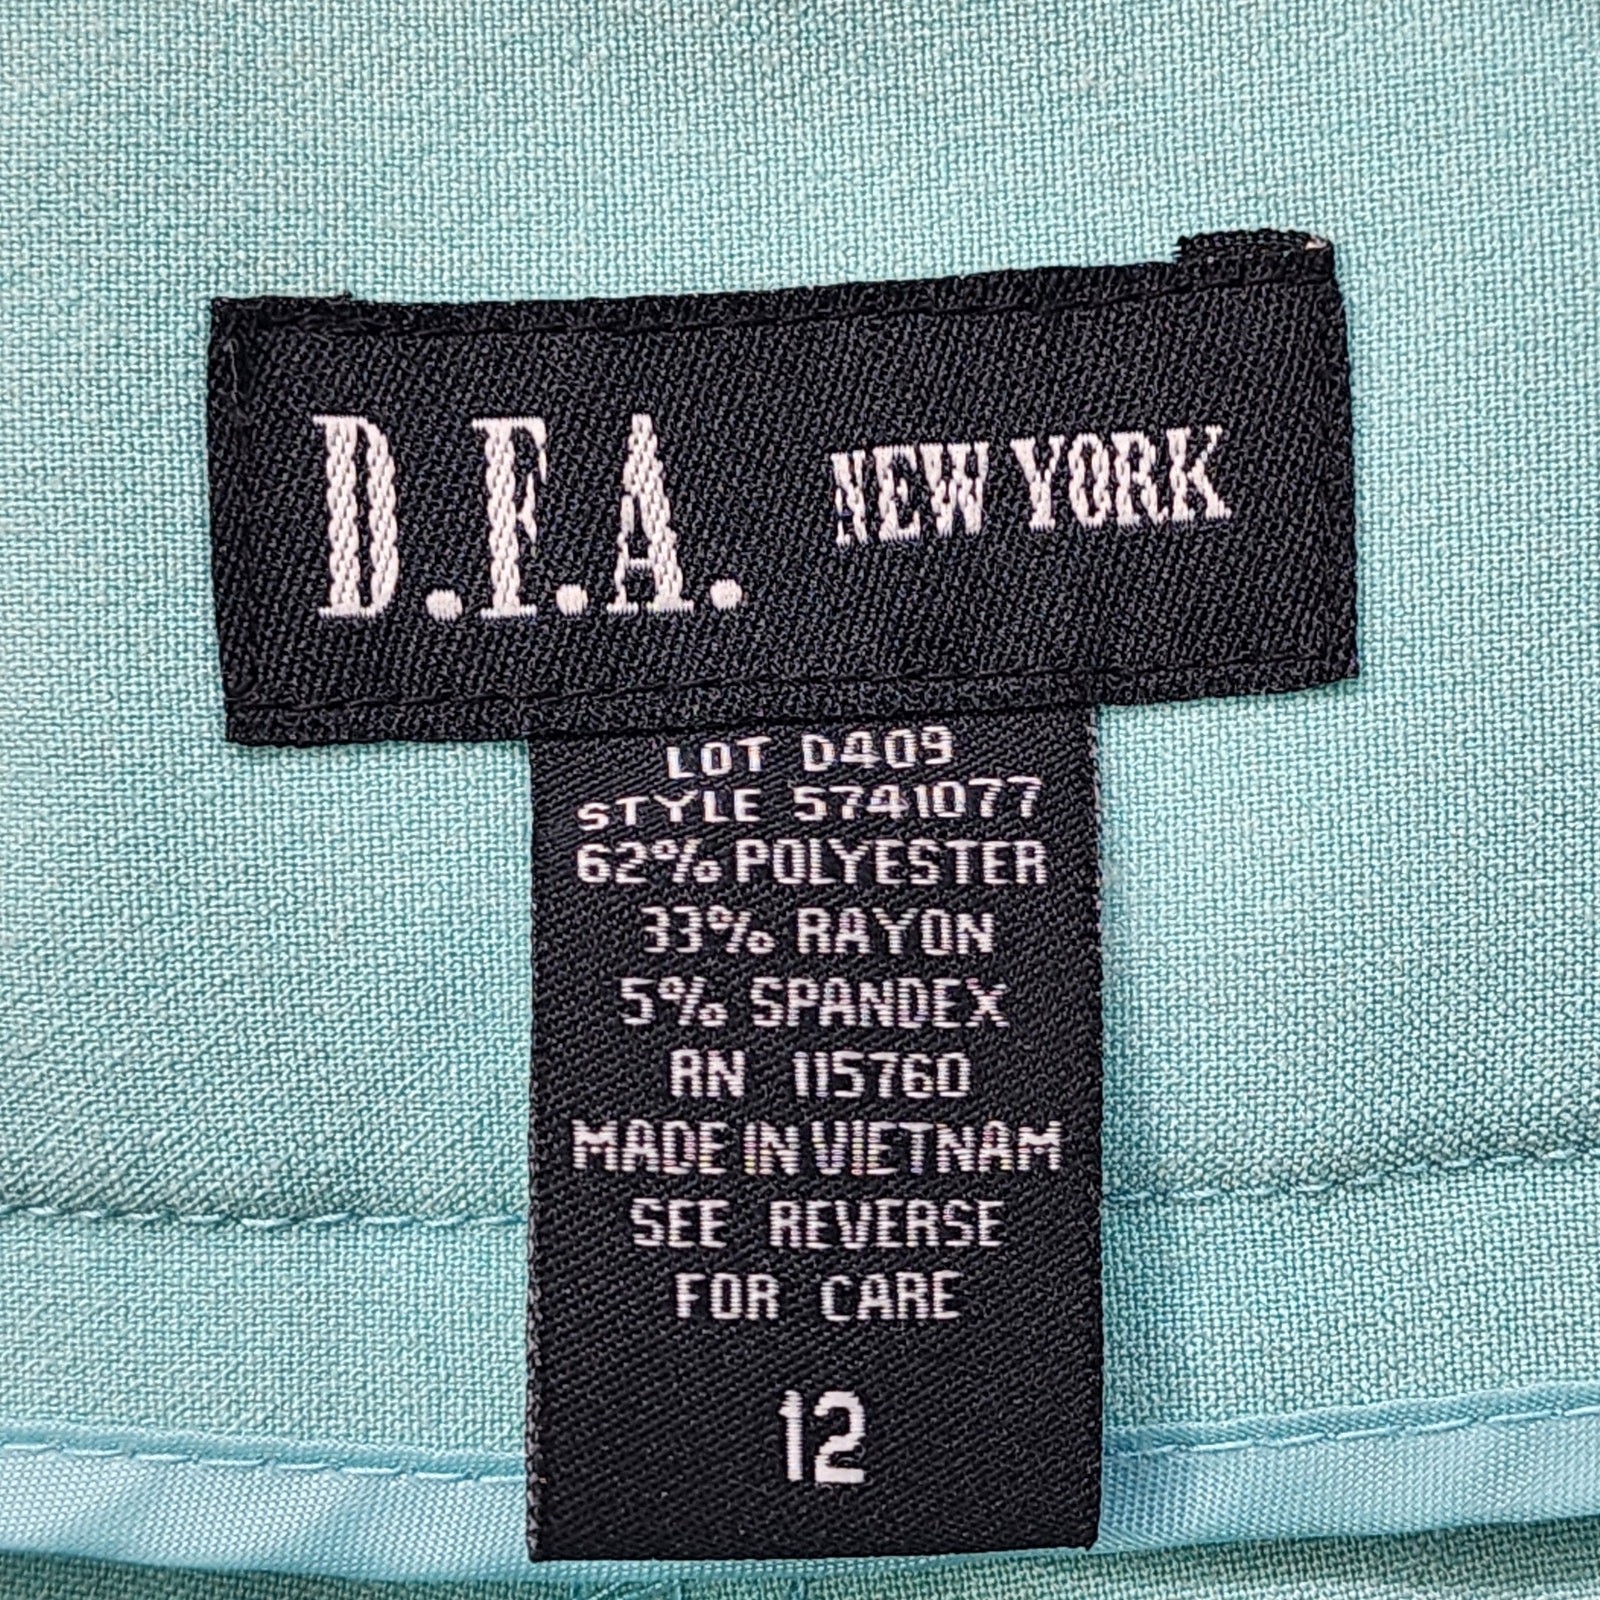 D.F.A. NEW YORK
LOT D409
STYLE 5741077
62% POLYESTER
33% RAYON
5% SPANDEX
RN 115760
MADE IN VIETNAM
SEE REVERSE
FOR CARE
12